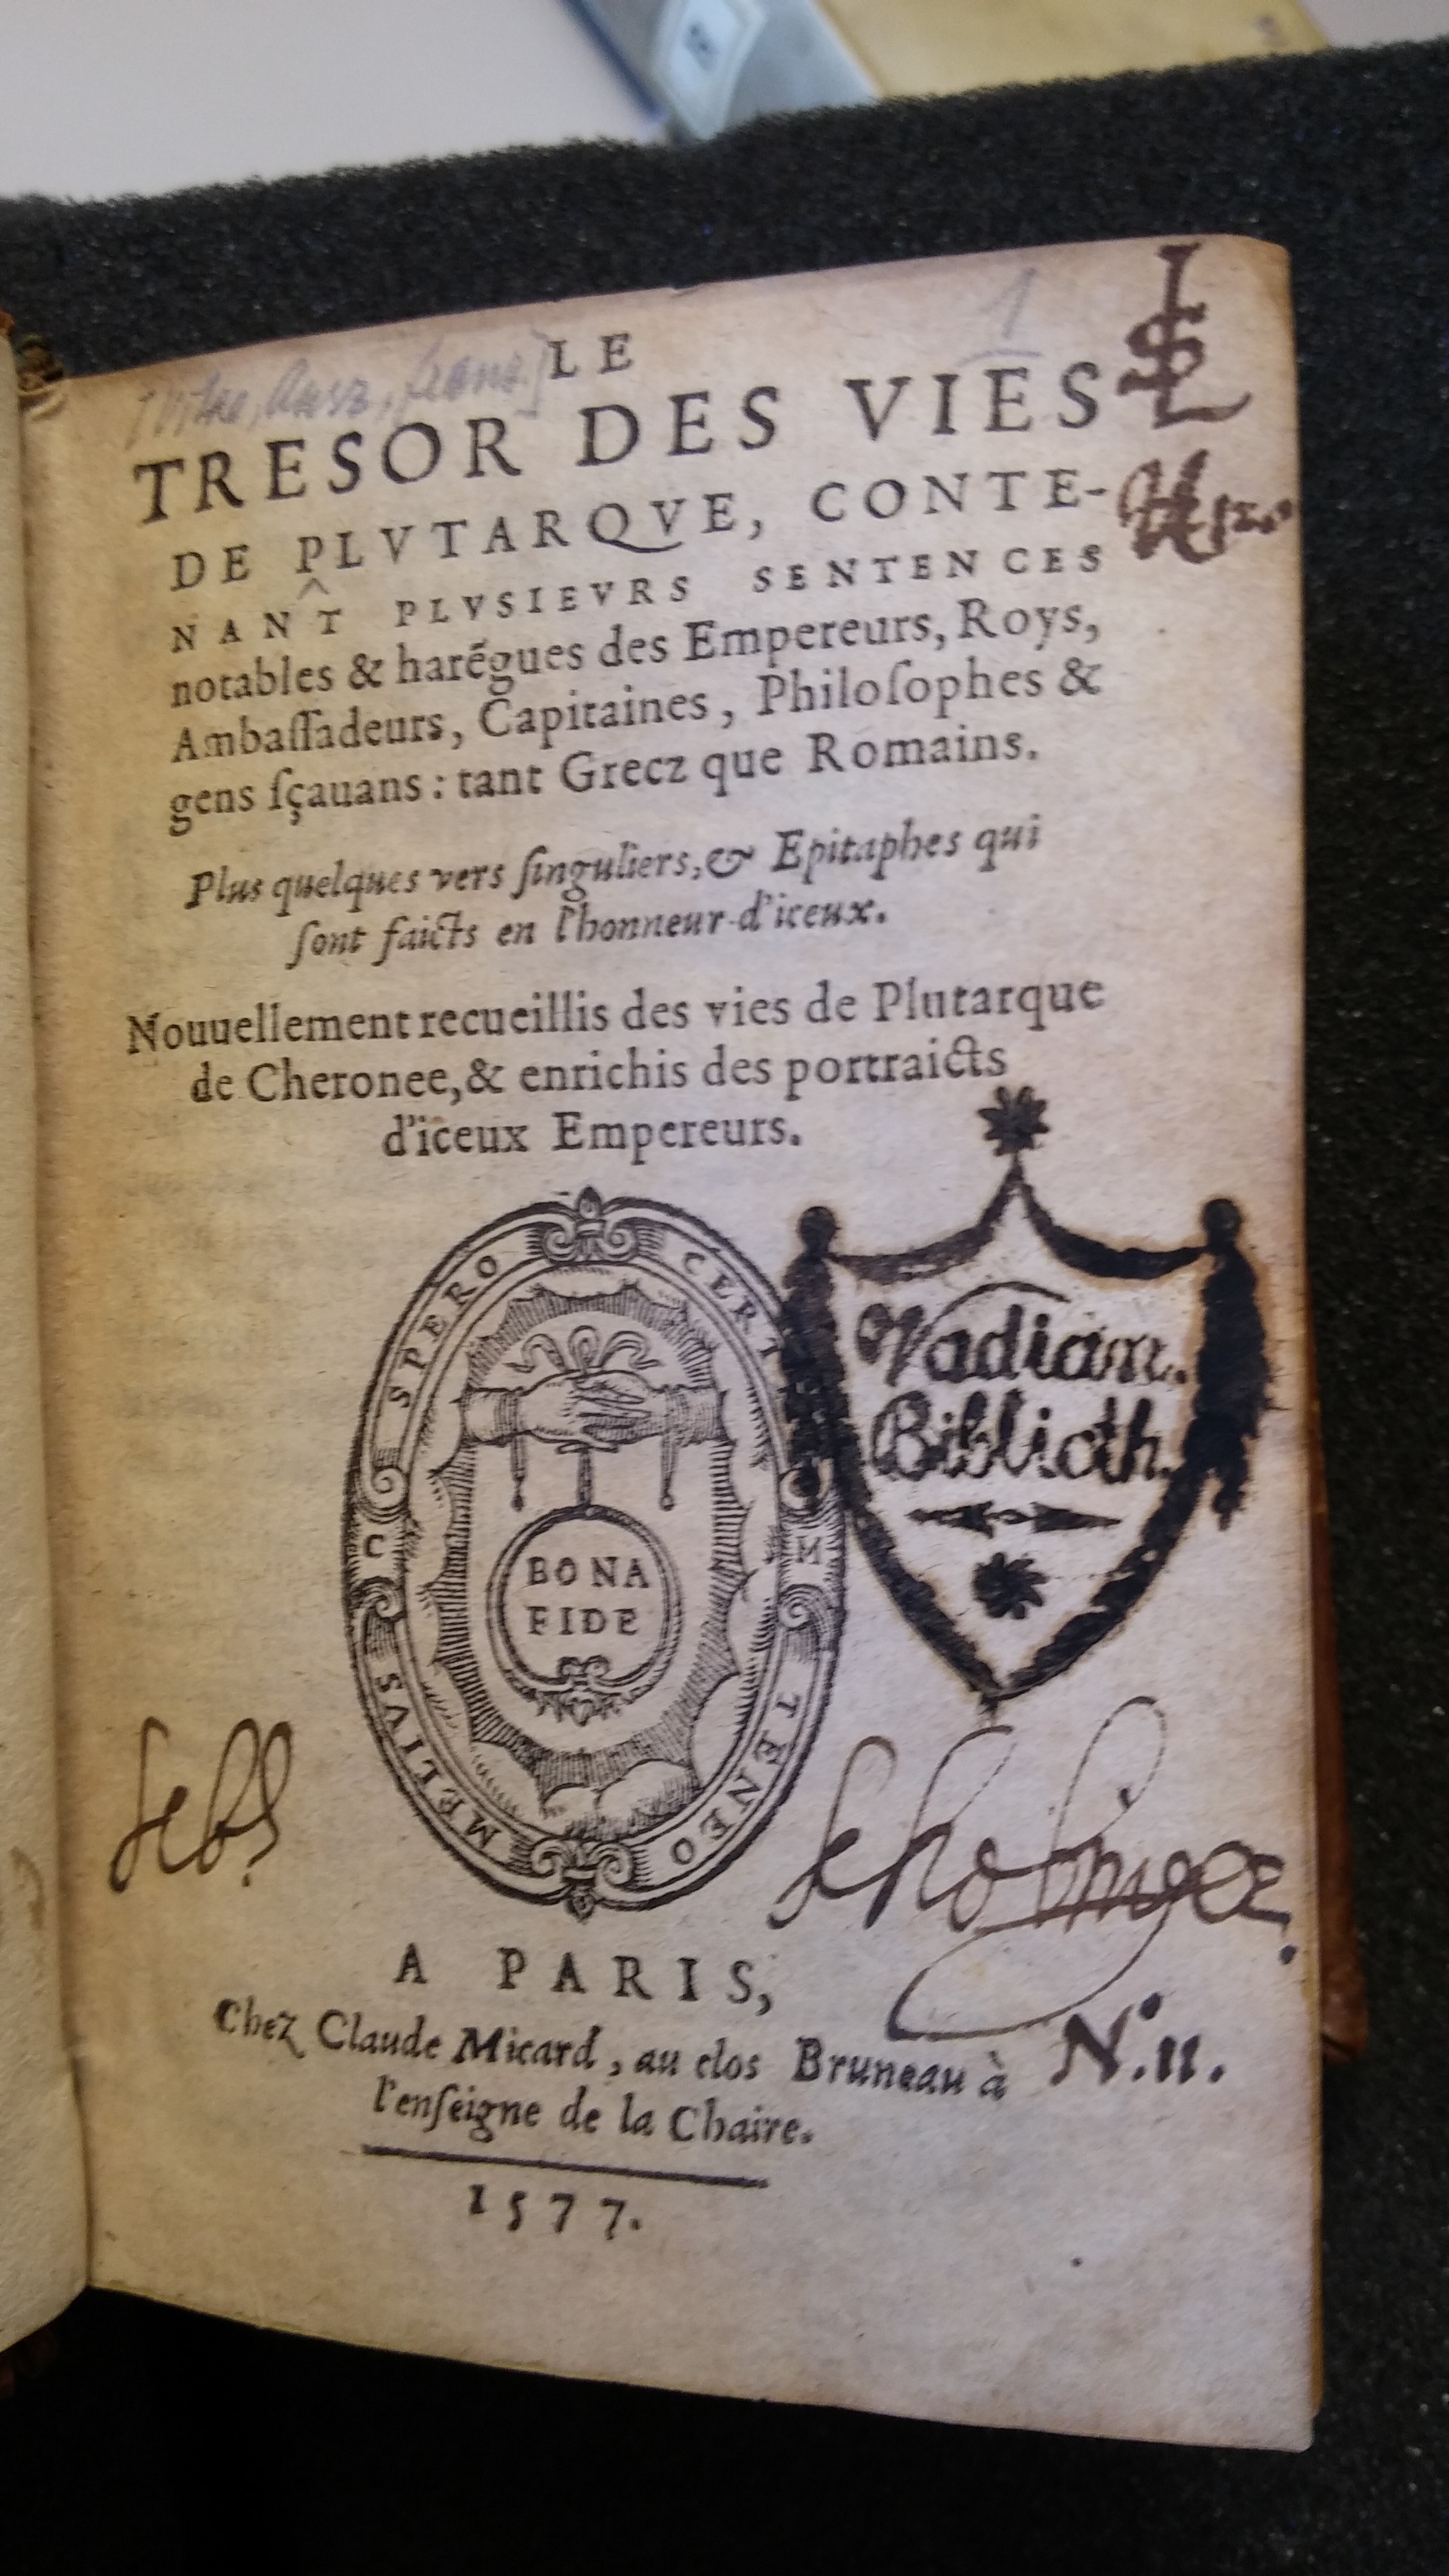 LE
TRESOR DES VIES
DE PLVTARQVE, CONTE-
NANT PLVSIEVRS SENTENCES
notables & harẽgues des Empereurs, Roys,
Ambaſſadeurs, Capitaines, Philoſophes &
gens ſçauans : tant Grecz que Romains.
Plus quelques vers ſinguliers, & Epitaphes qui
ſont faicts en l'honneur d'iceux.
Nouuellement recueillis des vies de Plutarque
de Cheronee, & enrichis des portraicts
d'iceux Empereurs.
SPERO
CERT
C
M
MELIVS
TENEO
BONA
FIDE
Vadian.
Biblioth.
A PARIS,
Chez Claude Micard, au clos Bruneau à
l'enſeigne de la Chaire.
N.° 11.
1577.
1